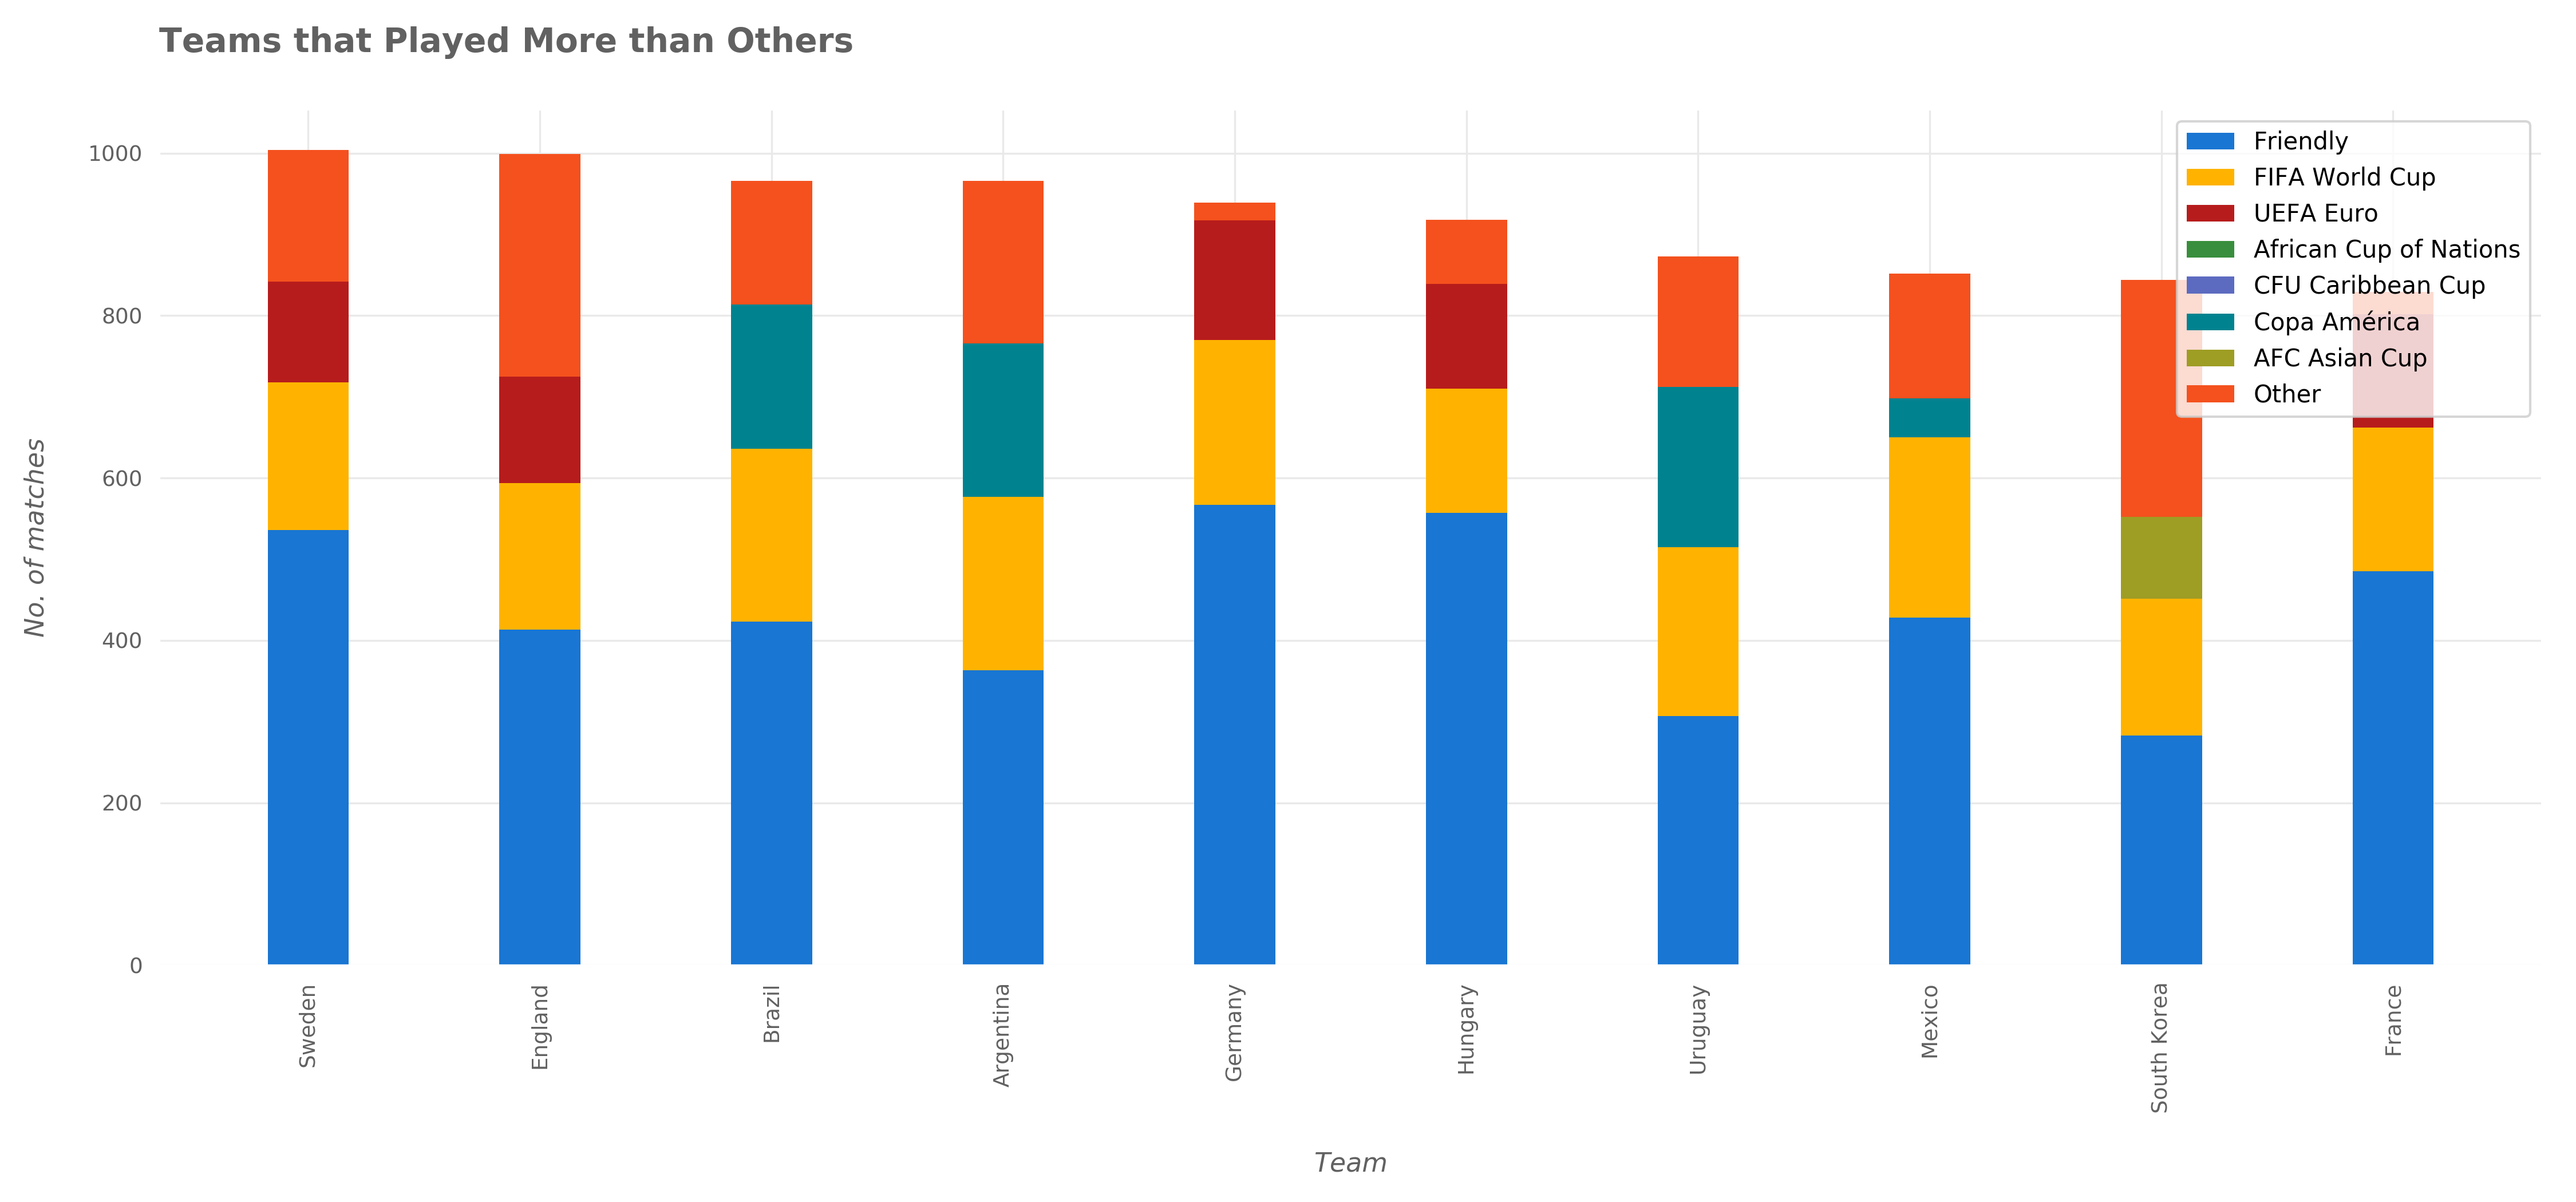 Teams that Played More than Others
1000
800
600
400
200
0
No. of matches
Friendly
FIFA World Cup
UEFA Euro
African Cup of Nations
CFU Caribbean Cup
Copa América
AFC Asian Cup
Other
Sweden
England
Brazil
Argentina
Germany
Hungary
Uruguay
Mexico
South Korea
France
Team